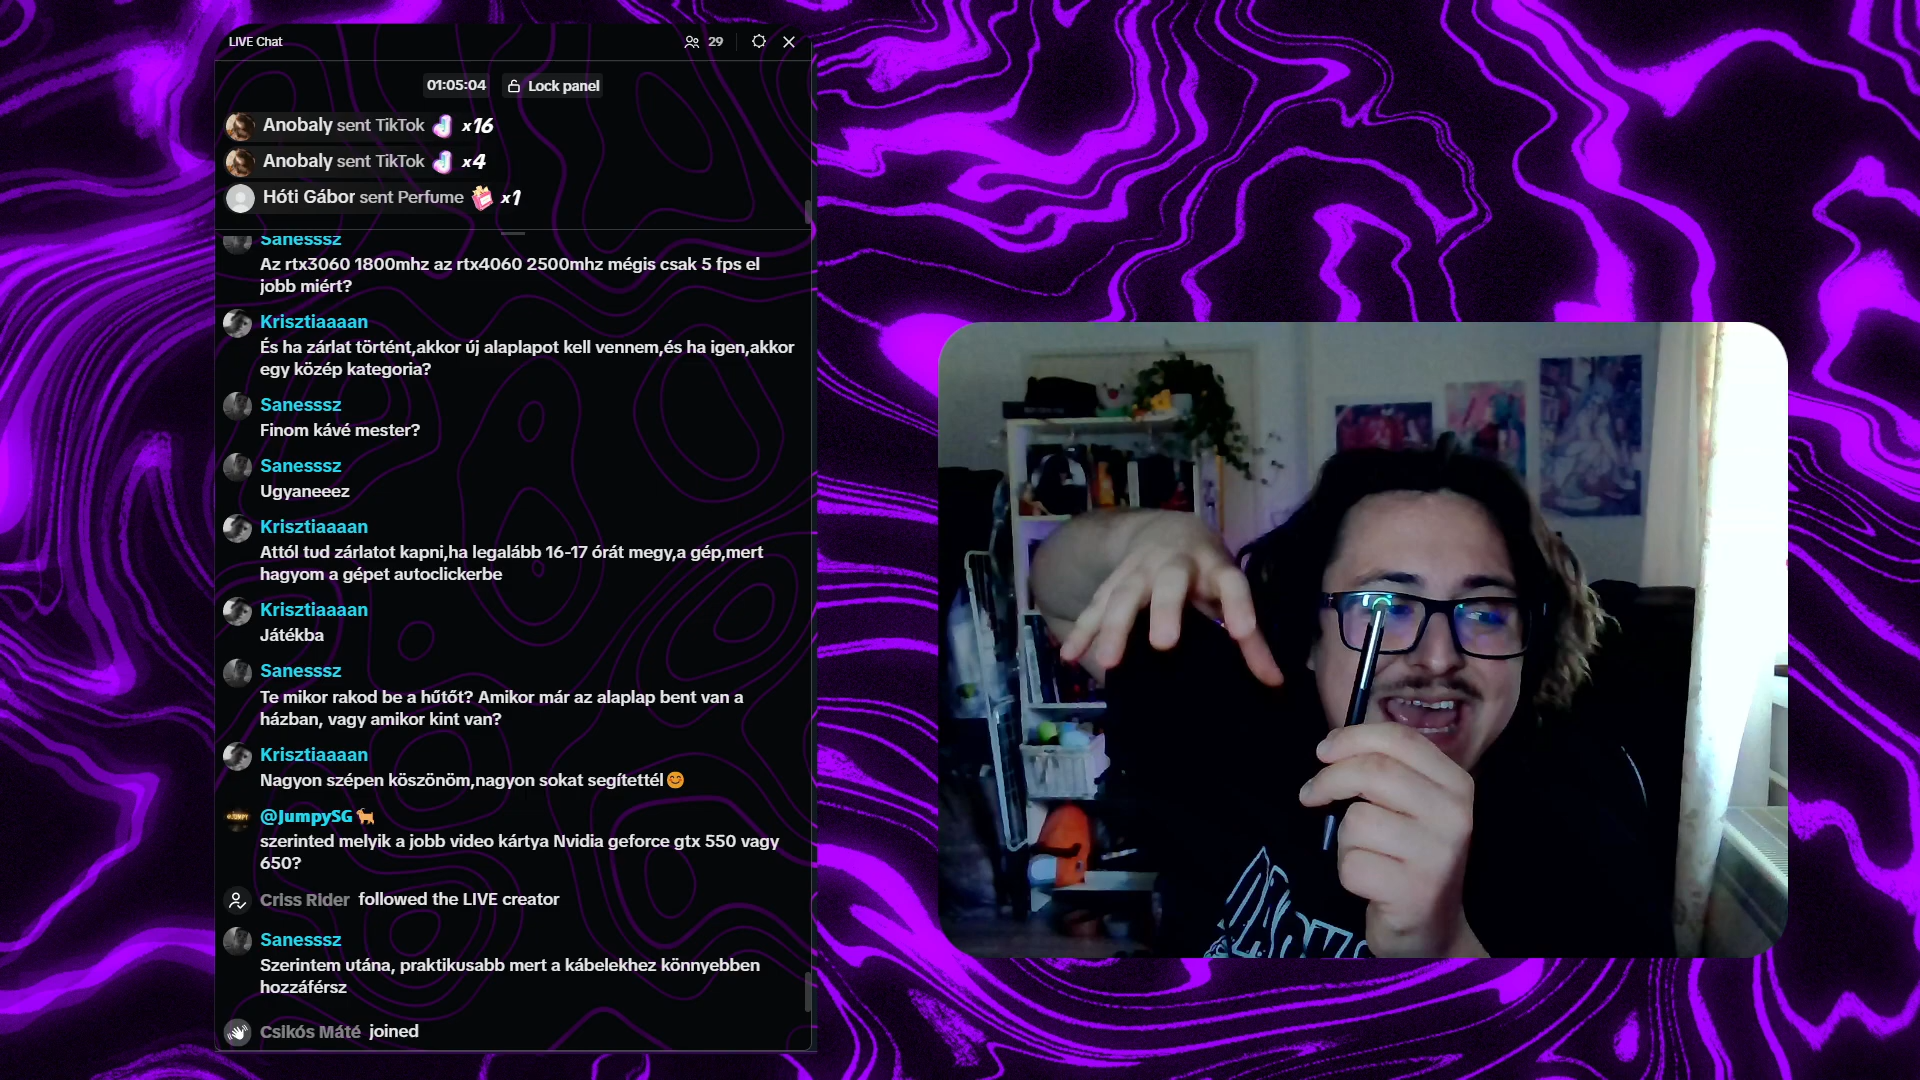 LIVE Chat
29
01:05:04
Lock panel
Anobaly sent TikTok x16
Anobaly sent TikTok x4
Hóti Gábor sent Perfume x1
Sanesssz
Az rtx3060 1800mhz az rtx4060 2500mhz mégis csak 5 fps el
jobb miért?
Krisztiaaaan
És ha zárlat történt,akkor új alaplapot kell vennem,és ha igen,akkor
egy közép kategoria?
Sanesssz
Finom kávé mester?
Sanesssz
Ugyaneeez
Krisztiaaaan
Attól tud zárlatot kapni,ha legalább 16-17 órát megy,a gép,mert
hagyom a gépet autoclickerbe
Krisztiaaaan
Játékba
Sanesssz
Te mikor rakod be a hűtőt? Amikor már az alaplap bent van a
házban, vagy amikor kint van?
Krisztiaaaan
Nagyon szépen köszönöm,nagyon sokat segítettél😊
@JumpySG🐕
szerinted melyik a jobb video kártya Nvidia geforce gtx 550 vagy
650?
Criss Rider followed the LIVE creator
Sanesssz
Szerintem utána, praktikusabb mert a kábelekhez könnyebben
hozzáférsz
Csikós Máté joined